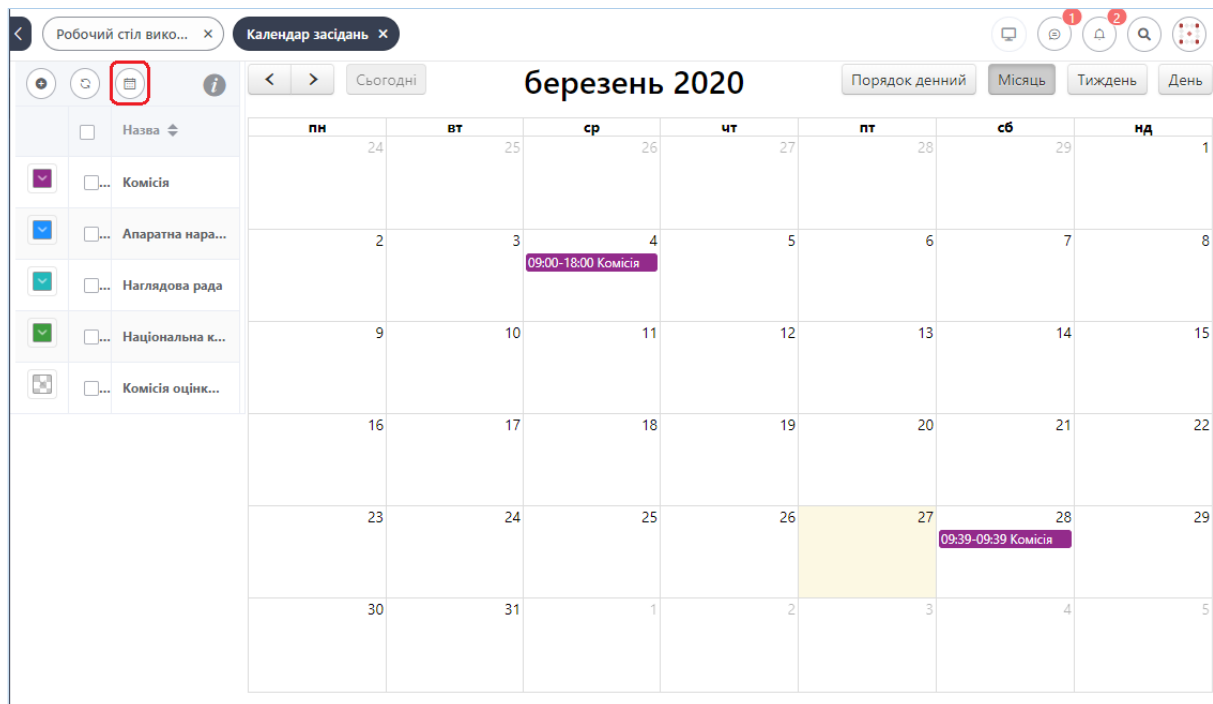 Робочий стіл вико... ×
Календар засідань ×
1
2
i
Сьогодні
березень 2020
Порядок денний
Місяць
Тиждень
День
Назва
... Комісія
... Апаратна нара...
... Наглядова рада
... Національна к...
... Комісія оцінк...
пн вт ср чт пт сб нд
24 25 26 27 28 29 1
2 3 4 5 6 7 8
09:00-18:00 Комісія
9 10 11 12 13 14 15
16 17 18 19 20 21 22
23 24 25 26 27 28 29
09:39-09:39 Комісія
30 31 1 2 3 4 5